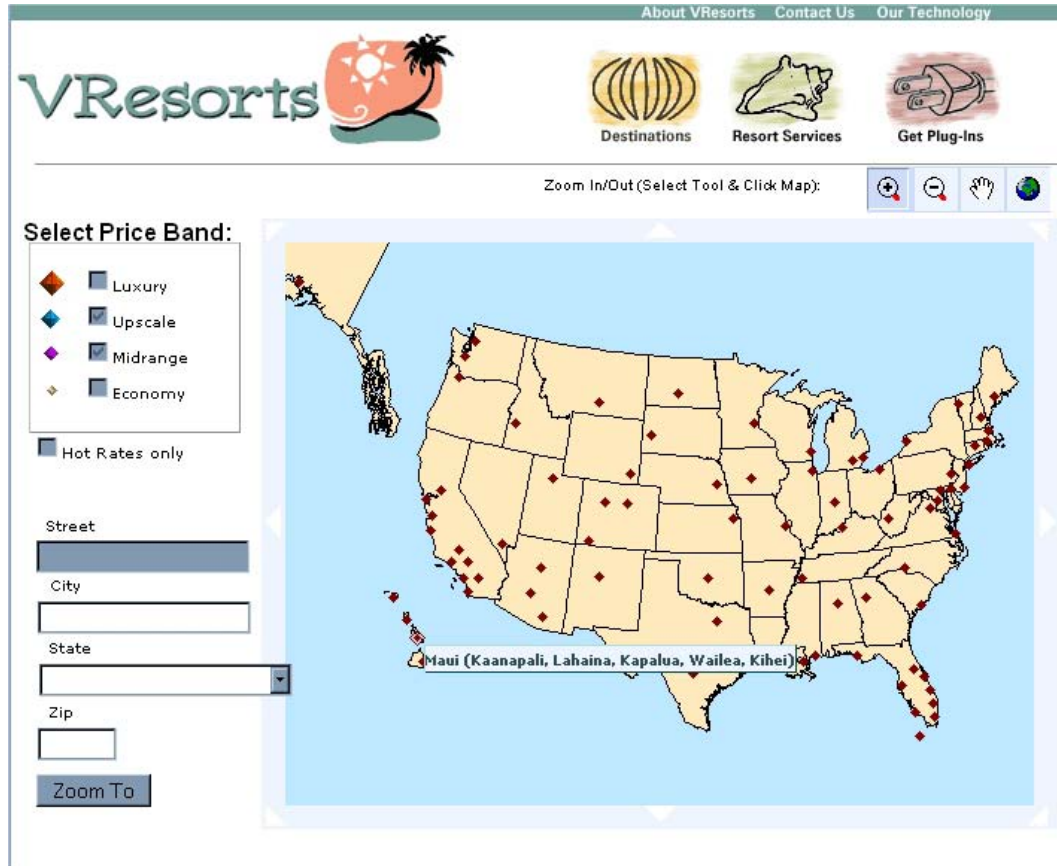 About VResorts Contact Us Our Technology
VResorts
Destinations Resort Services Get Plug-Ins
Zoom In/Out (Select Tool & Click Map):
Select Price Band:
Luxury
Upscale
Midrange
Economy
Hot Rates only
Street
City
State
Maui (Kaanapali, Lahaina, Kapalua, Wailea, Kihei)
Zip
Zoom To